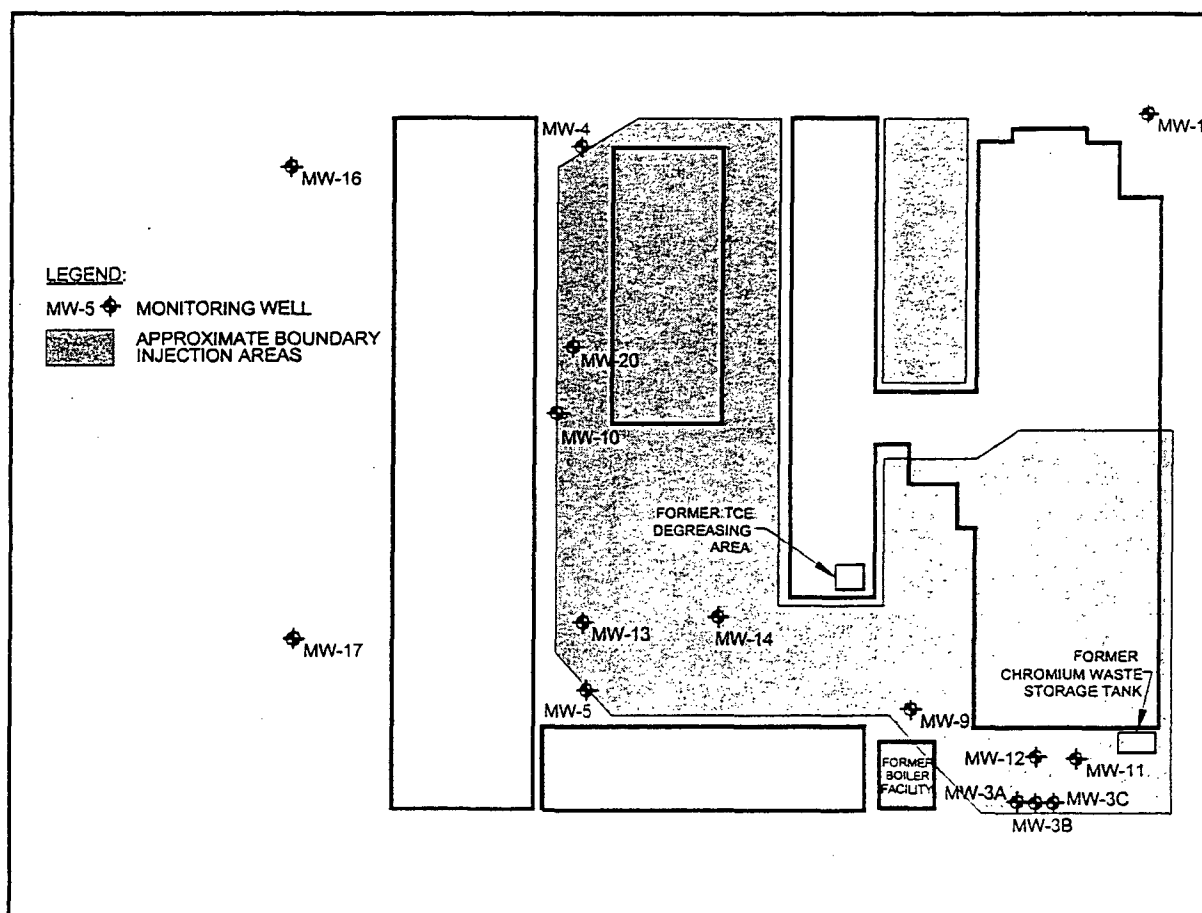 MW-4
MW-1
MW-16
LEGEND:
MW-5 MONITORING WELL
APPROXIMATE BOUNDARY
INJECTION AREAS
MW-20
MW-10
FORMER TCE
DEGREASING
AREA
MW-13
MW-14
MW-17
FORMER
CHROMIUM WASTE
STORAGE TANK
MW-5
MW-9
MW-12
MW-11
FORMER
BOILER
FACILITY
MW-3A
MW-3C
MW-3B